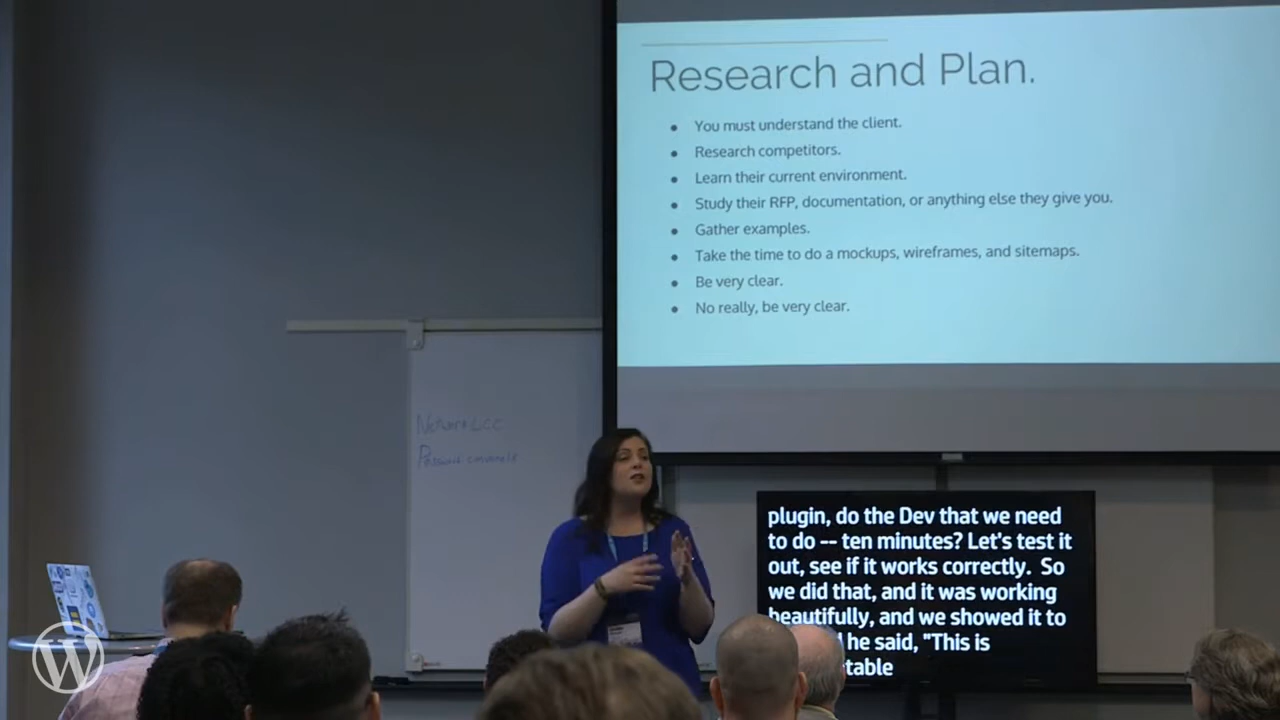 Research and Plan.
You must understand the client.
Research competitors.
Learn their current environment.
Study their RFP, documentation, or anything else they give you.
Gather examples.
Take the time to do a mockups, wireframes, and sitemaps.
Be very clear.
No really, be very clear.
plugin, do the Dev that we need
to do -- ten minutes? Let's test it
out, see if it works correctly. So
we did that, and it was working
beautifully, and we showed it to
he said, "This is
table